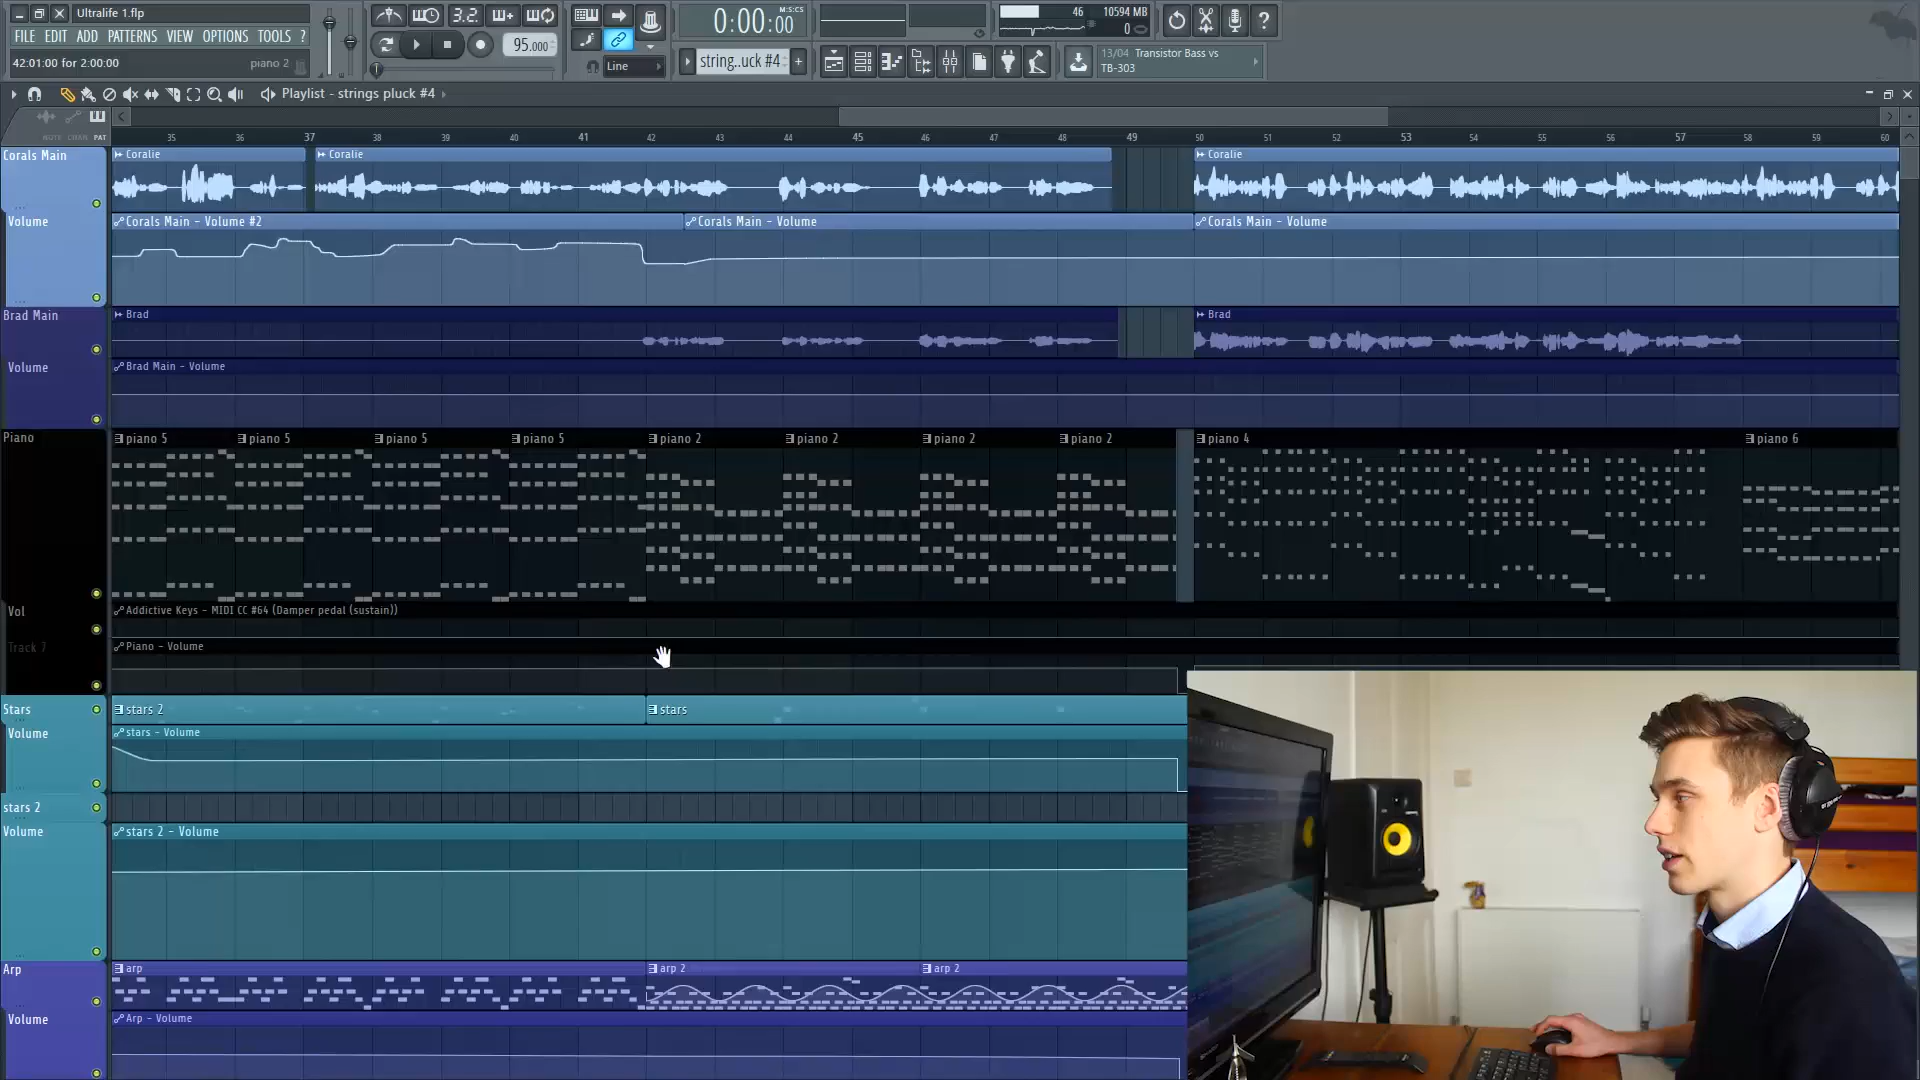 Ultralife 1.flp
FILE EDIT ADD PATTERNS VIEW OPTIONS TOOLS ?
42:01:00 for 2:00:00 piano 2
3.2.
95.000
Line
0:00:00 M:S:CS
string..uck #4 +
46 10594 MB
0
13/04 Transistor Bass vs
TB-303
Playlist - strings pluck #4
NOTE CHAN PAT
35 36 37 38 39 40 41 42 43 44 45 46 47 48 49 50 51 52 53 54 55 56 57 58 59 60
Corals Main Coralie Coralie Coralie
Volume Corals Main - Volume #2 Corals Main - Volume Corals Main - Volume
Brad Main Brad Brad
Volume Brad Main - Volume
Piano piano 5 piano 5 piano 5 piano 5 piano 2 piano 2 piano 2 piano 2 piano 4 piano 6
Vol Addictive Keys - MIDI CC #64 (Damper pedal (sustain))
Track 7 Piano - Volume
Stars stars 2 stars
Volume stars - Volume
stars 2
Volume stars 2 - Volume
Arp arp arp 2 arp 2
Volume Arp - Volume